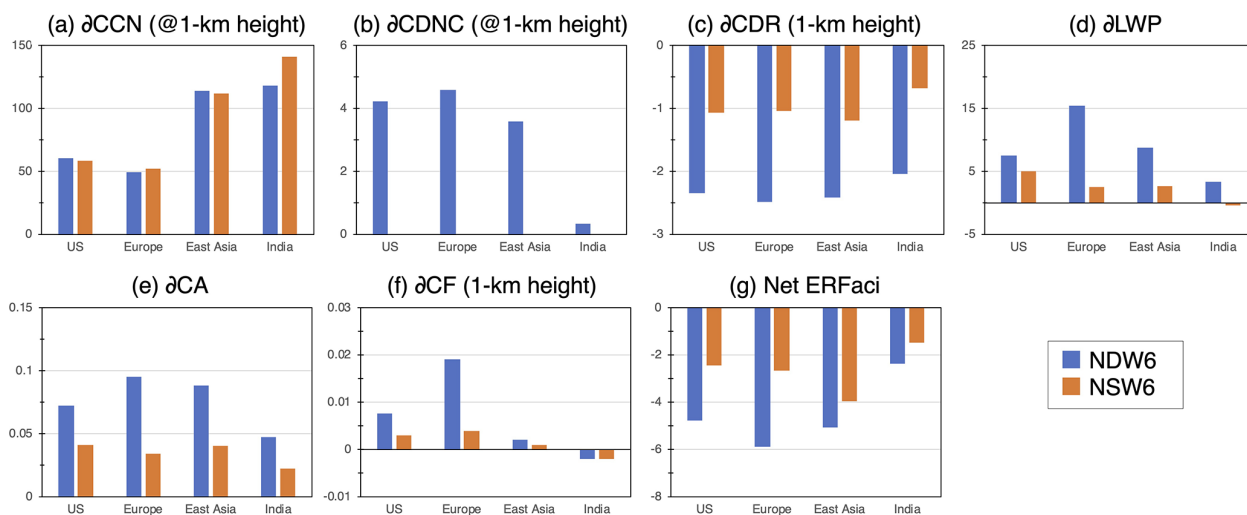 (a) ∂CCN (@1-km height)
150
100
50
0
US Europe East Asia India
(b) ∂CDNC (@1-km height)
6
4
2
0
US Europe East Asia India
(c) ∂CDR (1-km height)
0
-1
-2
-3
US Europe East Asia India
(d) ∂LWP
25
15
5
-5
US Europe East Asia India
(e) ∂CA
0.15
0.1
0.05
0
US Europe East Asia India
(f) ∂CF (1-km height)
0.03
0.02
0.01
0
-0.01
US Europe East Asia India
(g) Net ERFaci
0
-2
-4
-6
-8
US Europe East Asia India
NDW6
NSW6